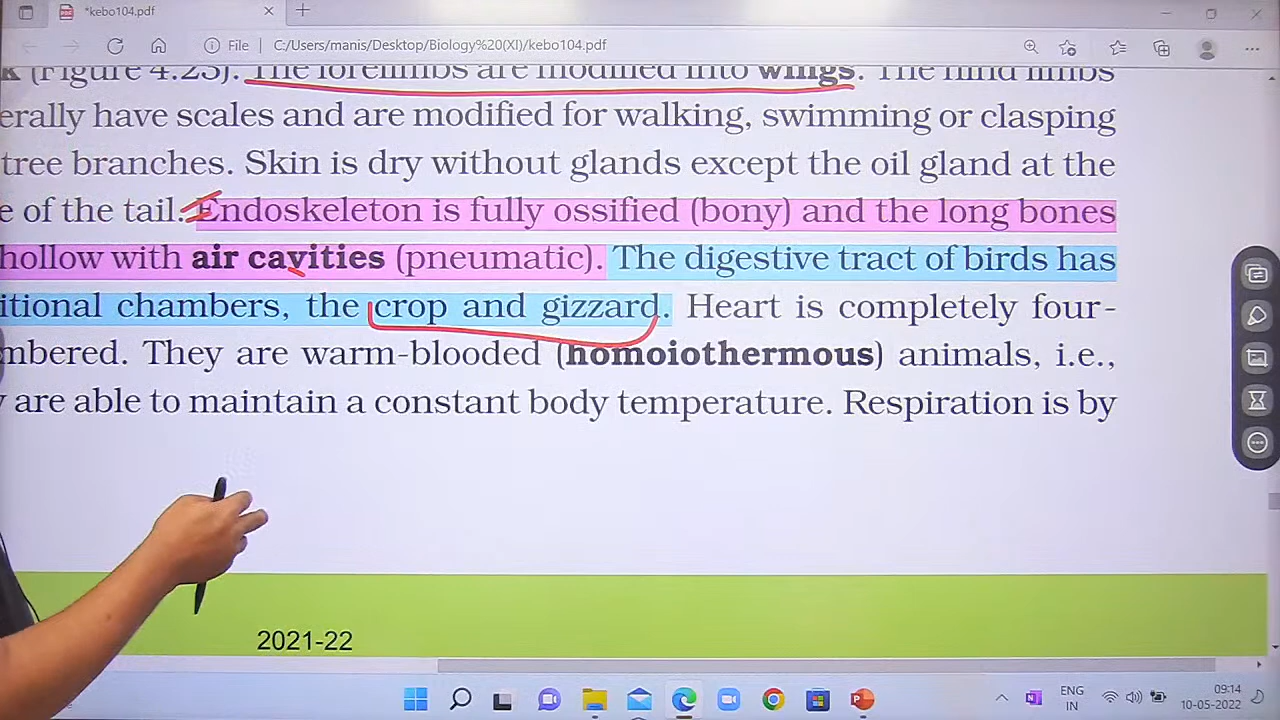 *kebo104.pdf
File | C:/Users/manis/Desktop/Biology%20(XI)/kebo104.pdf
k (Figure 4.23). The forelimbs are modified into wings. The hind limbs
erally have scales and are modified for walking, swimming or clasping
tree branches. Skin is dry without glands except the oil gland at the
e of the tail. Endoskeleton is fully ossified (bony) and the long bones
hollow with air cavities (pneumatic). The digestive tract of birds has
itional chambers, the crop and gizzard. Heart is completely four-
mbered. They are warm-blooded (homoiothermous) animals, i.e.,
y are able to maintain a constant body temperature. Respiration is by
2021-22
ENG
IN
09:14
10-05-2022